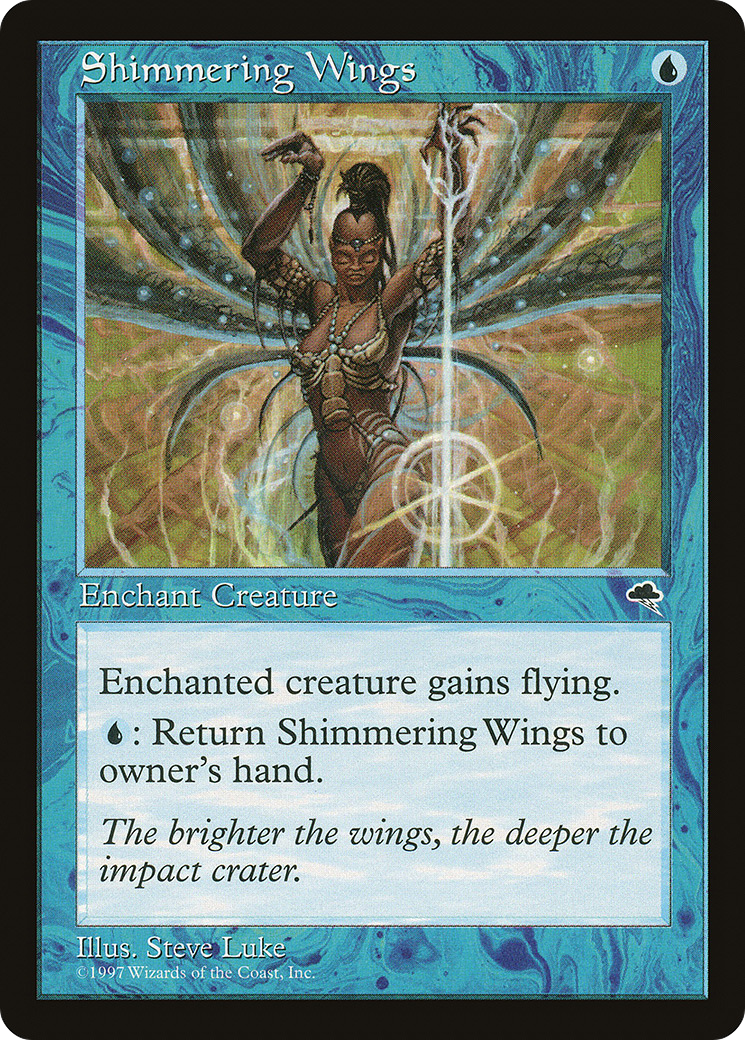 Shimmering Wings
Enchant Creature
Enchanted creature gains flying.
: Return Shimmering Wings to
owner's hand.
The brighter the wings, the deeper the
impact crater.
Illus. Steve Luke
©1997 Wizards of the Coast, Inc.